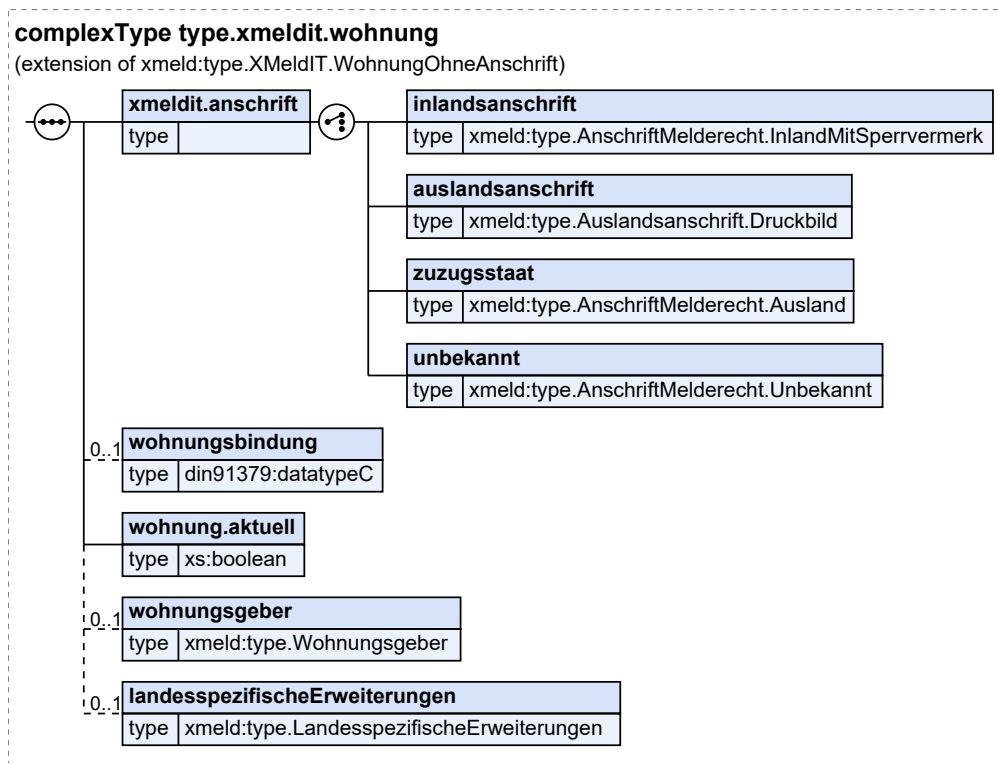 complexType type.xmeldit.wohnung
(extension of xmeld:type.XMeldIT.WohnungOhneAnschrift)
xmeldit.anschrift
type
inlandsanschrift
type xmeld:type.AnschriftMelderecht.InlandMitSperrvermerk
auslandsanschrift
type xmeld:type.Auslandsanschrift.Druckbild
zuzugsstaat
type xmeld:type.AnschriftMelderecht.Ausland
unbekannt
type xmeld:type.AnschriftMelderecht.Unbekannt
0..1 wohnungsbindung
type din91379:datatypeC
wohnung.aktuell
type xs:boolean
0..1 wohnungsgeber
type xmeld:type.Wohnungsgeber
0..1 landesspezifischeErweiterungen
type xmeld:type.LandesspezifischeErweiterungen